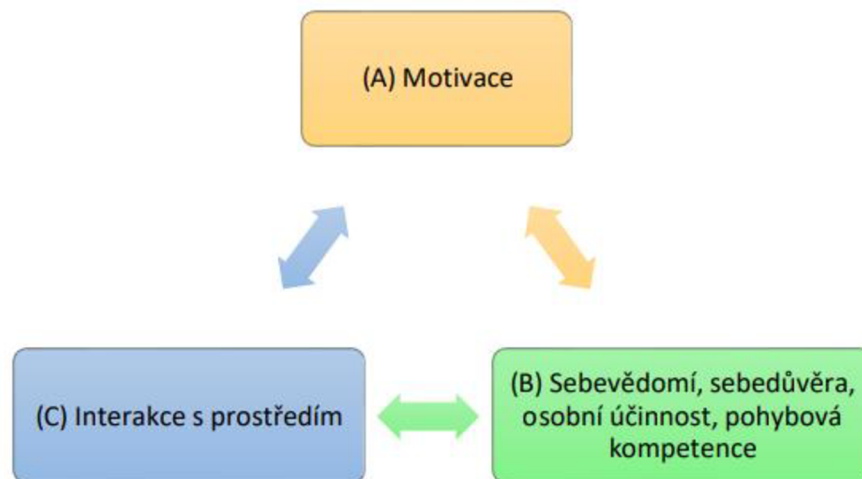 (A) Motivace
(C) Interakce s prostředím
(B) Sebevědomí, sebedůvěra,
osobní účinnost, pohybová
kompetence